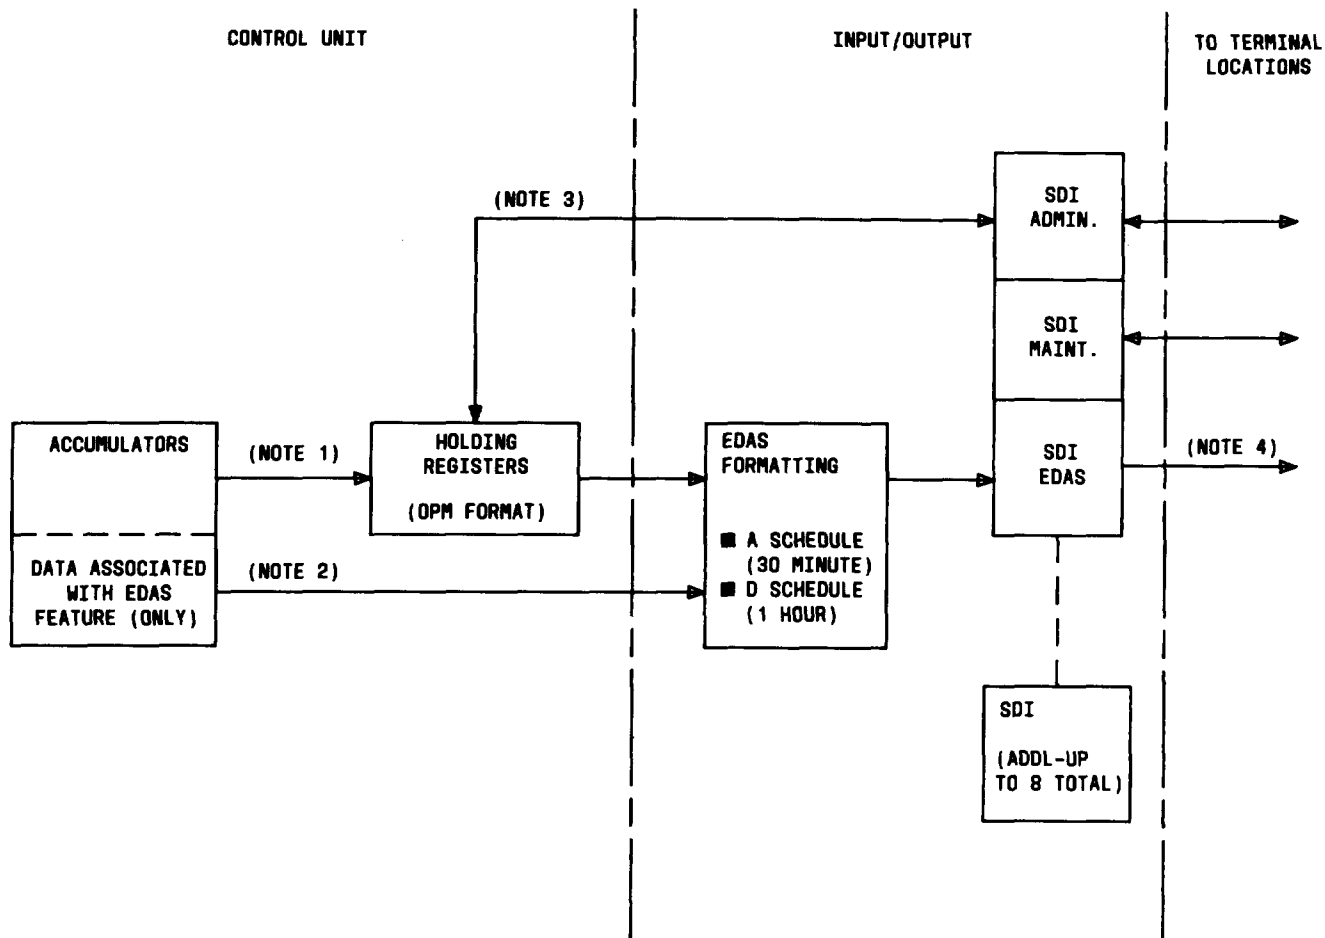 CONTROL UNIT
INPUT/OUTPUT
TO TERMINAL
LOCATIONS
(NOTE 3)
SDI
ADMIN.
SDI
MAINT.
ACCUMULATORS
(NOTE 1)
HOLDING
REGISTERS
(OPM FORMAT)
EDAS
FORMATTING
■ A SCHEDULE
(30 MINUTE)
■ D SCHEDULE
(1 HOUR)
SDI
EDAS
(NOTE 4)
DATA ASSOCIATED
WITH EDAS
FEATURE (ONLY)
(NOTE 2)
SDI
(ADDL-UP
TO 8 TOTAL)